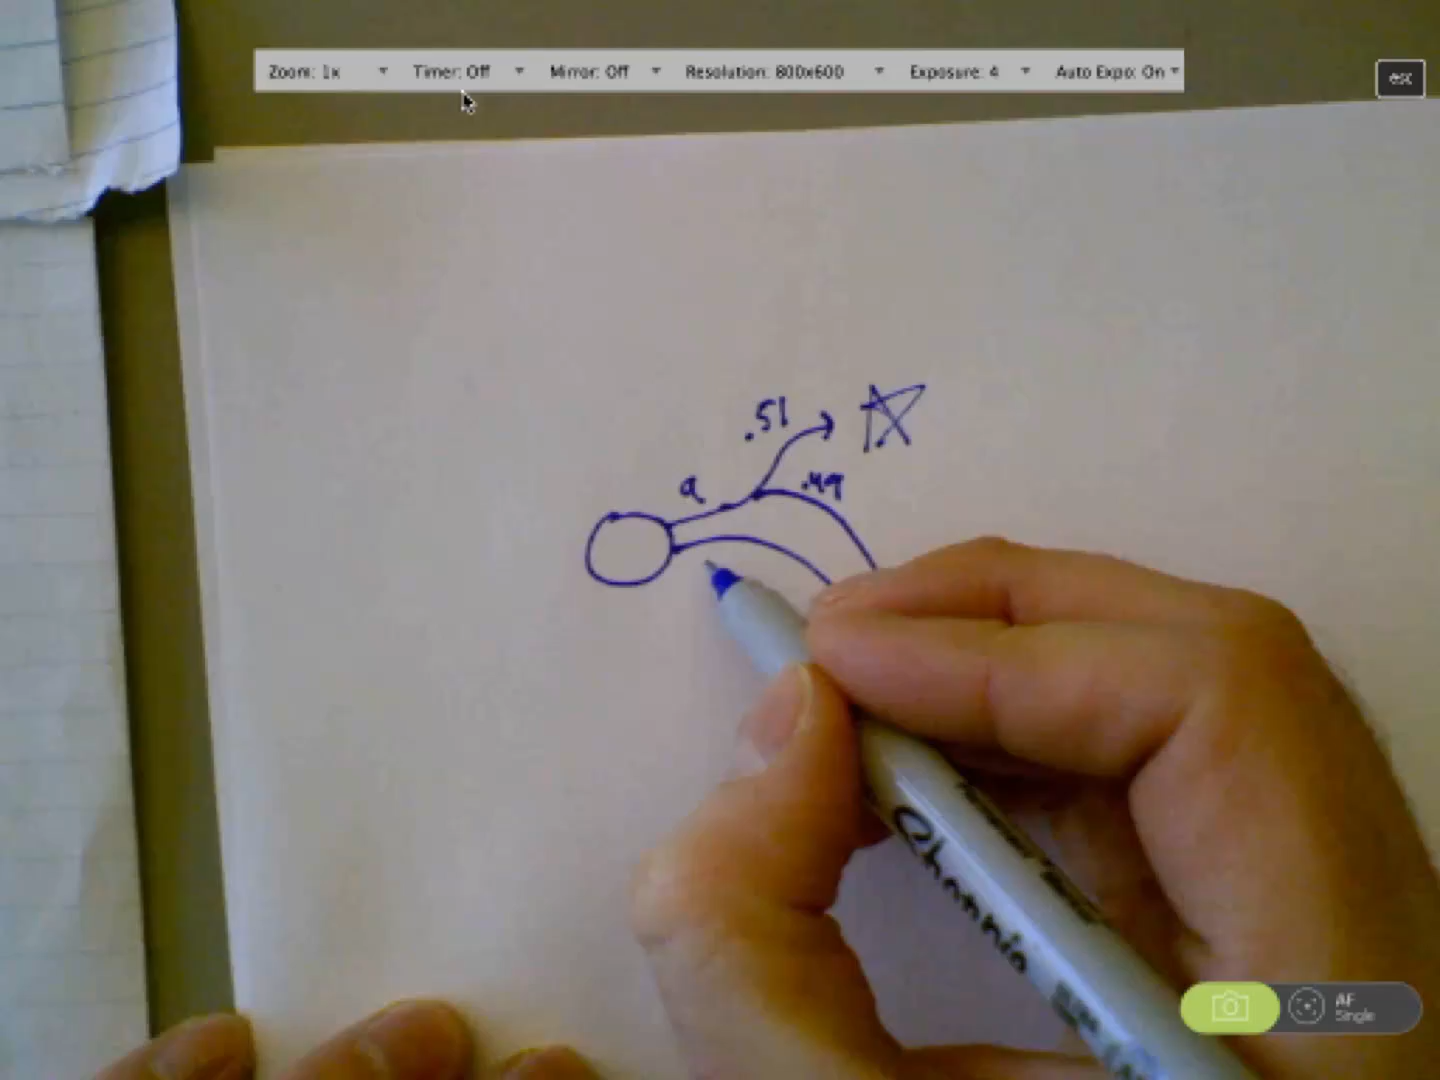 Zoom: 1x Timer: Off Mirror: Off Resolution: 800x600 Exposure: 4 Auto Expo: On
esc
.51
a .49
AF
Single